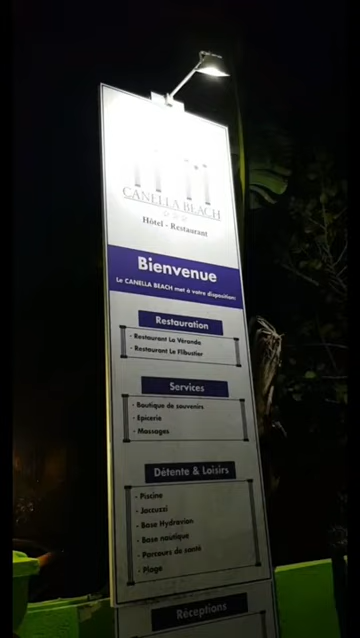 CANELLA BEACH
Hôtel - Restaurant
Bienvenue
Le CANELLA BEACH met à votre disposition:
Restauration
- Restaurant La Véranda
- Restaurant Le Flibustier
Services
- Boutique de souvenirs
- Epicerie
- Massages
Détente & Loisirs
- Piscine
- Jaccuzzi
- Base Hydravion
- Base nautique
- Parcours de santé
- Plage
Réceptions